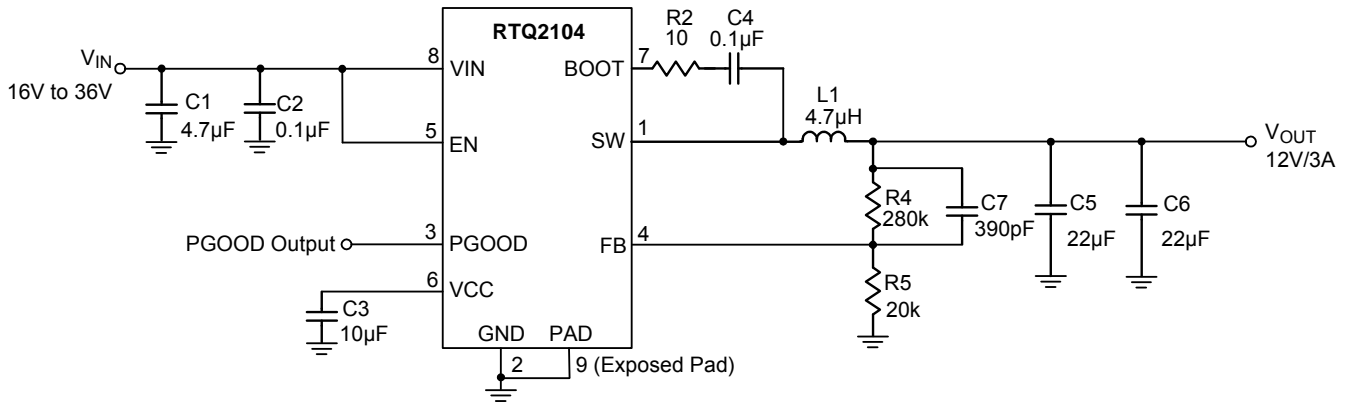 RTQ2104
R2
10
C4
0.1µF
VIN
16V to 36V
8
VIN
BOOT
7
C1
4.7µF
C2
0.1µF
5
EN
SW
1
L1
4.7µH
VOUT
12V/3A
R4
280k
C7
390pF
C5
22µF
C6
22µF
PGOOD Output
3
PGOOD
FB
4
6
VCC
R5
20k
C3
10µF
GND
PAD
2
9 (Exposed Pad)